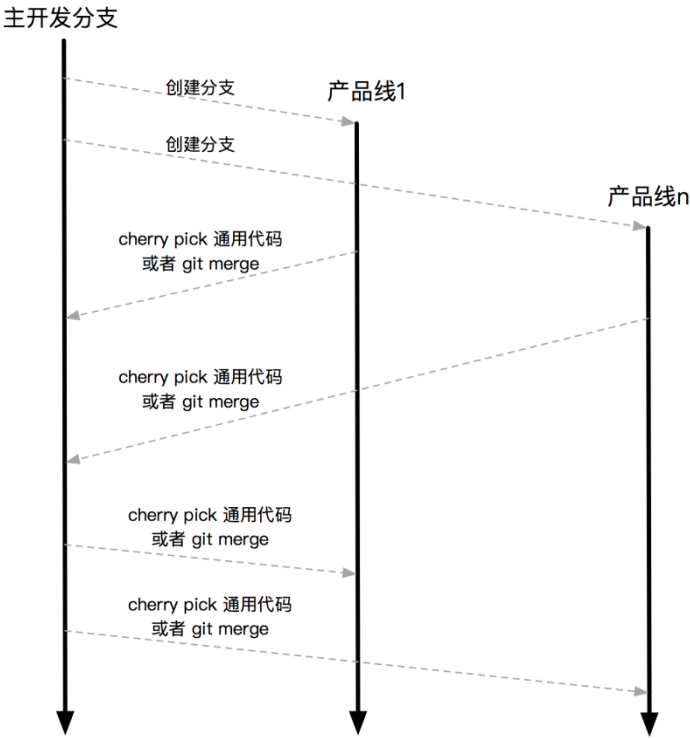 主开发分支
创建分支
产品线1
创建分支
产品线n
cherry pick 通用代码
或者 git merge
cherry pick 通用代码
或者 git merge
cherry pick 通用代码
或者 git merge
cherry pick 通用代码
或者 git merge